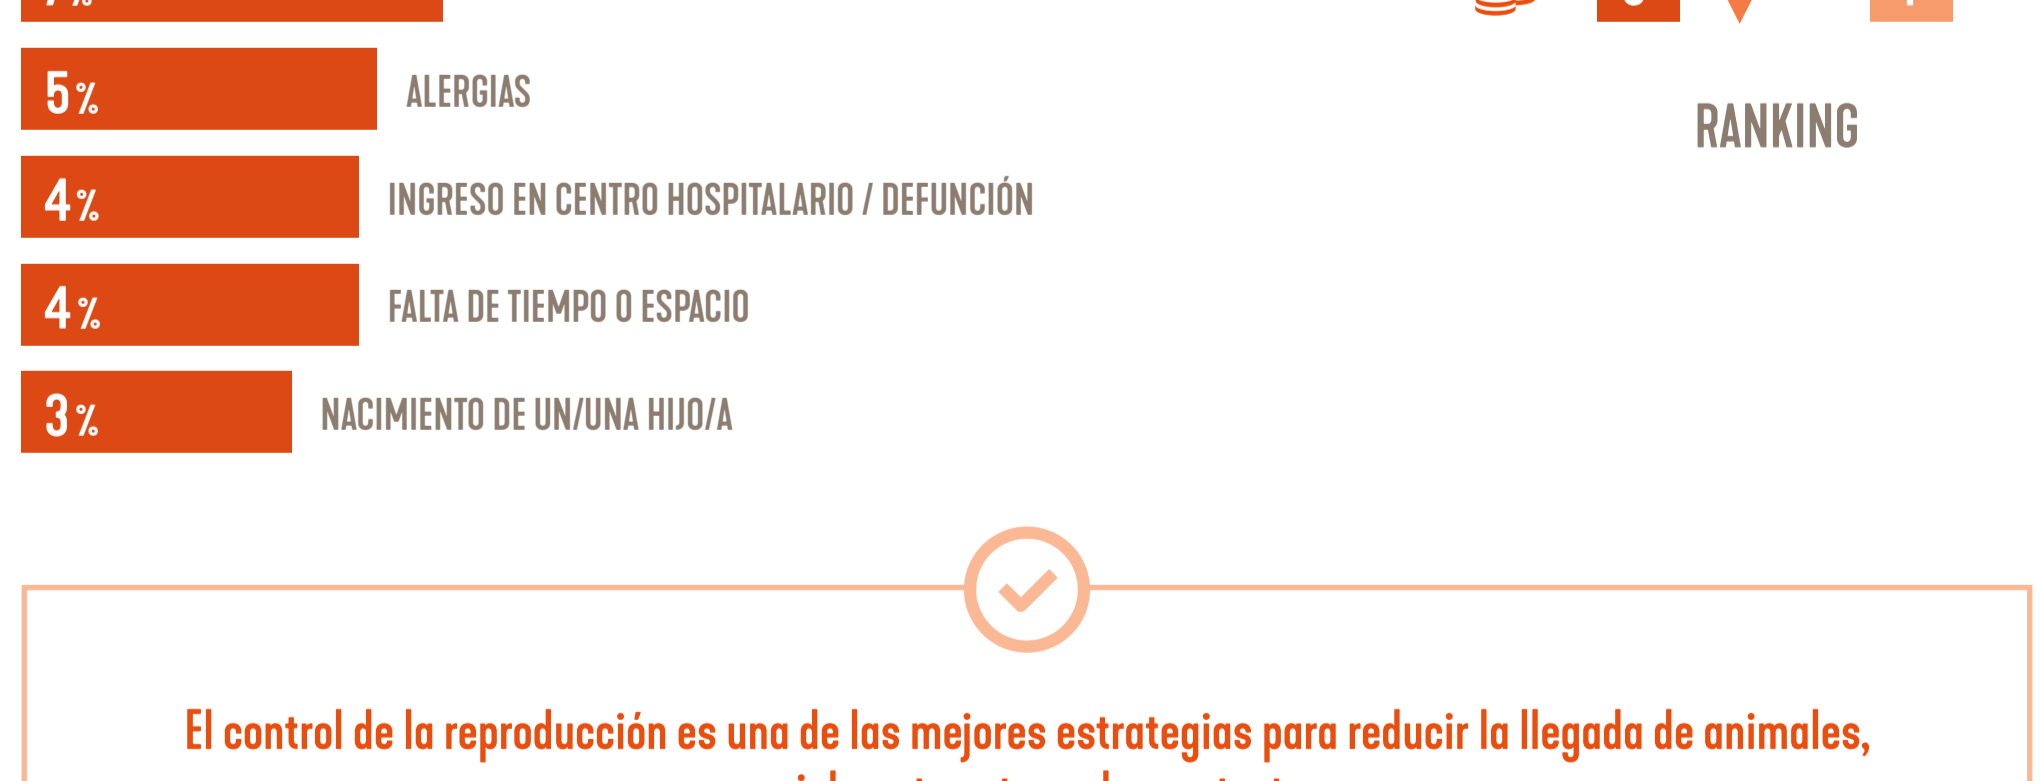 7%
5%
ALERGIAS
RANKING
4%
INGRESO EN CENTRO HOSPITALARIO / DEFUNCIÓN
4%
FALTA DE TIEMPO O ESPACIO
3%
NACIMIENTO DE UN/UNA HIJO/A
El control de la reproducción es una de las mejores estrategias para reducir la llegada de animales,